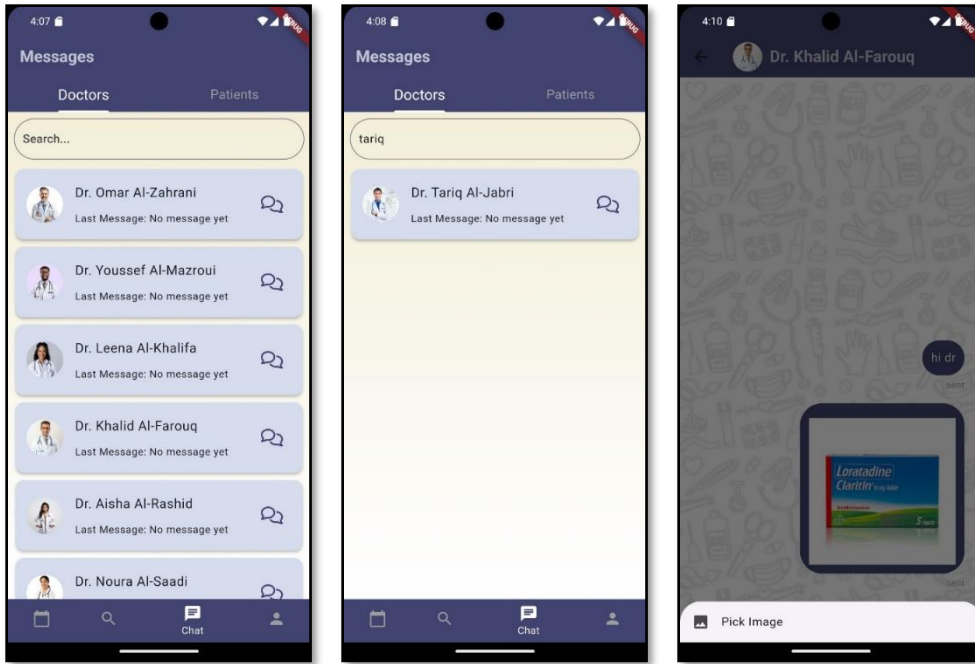 4:07
DEBUG
Messages
Doctors Patients
Search...
Dr. Omar Al-Zahrani
Last Message: No message yet
Dr. Youssef Al-Mazroui
Last Message: No message yet
Dr. Leena Al-Khalifa
Last Message: No message yet
Dr. Khalid Al-Farouq
Last Message: No message yet
Dr. Aisha Al-Rashid
Last Message: No message yet
Dr. Noura Al-Saadi
Chat
4:08
DEBUG
Messages
Doctors Patients
tariq
Dr. Tariq Al-Jabri
Last Message: No message yet
Chat
4:10
DEBUG
Dr. Khalid Al-Farouq
hi dr
sent
Loratadine
Claritin
5
sent
Pick Image